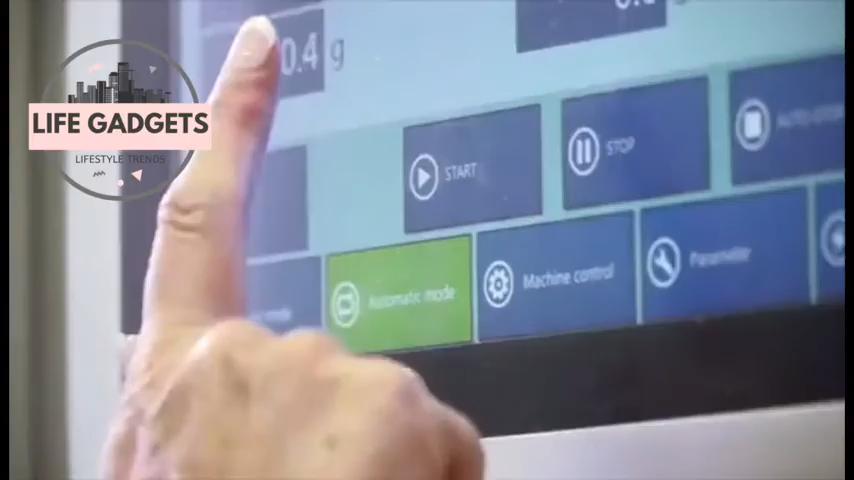 0.4 g
START
STOP
Automatic mode
Machine control
Parameter
LIFE GADGETS
LIFESTYLE TRENDS